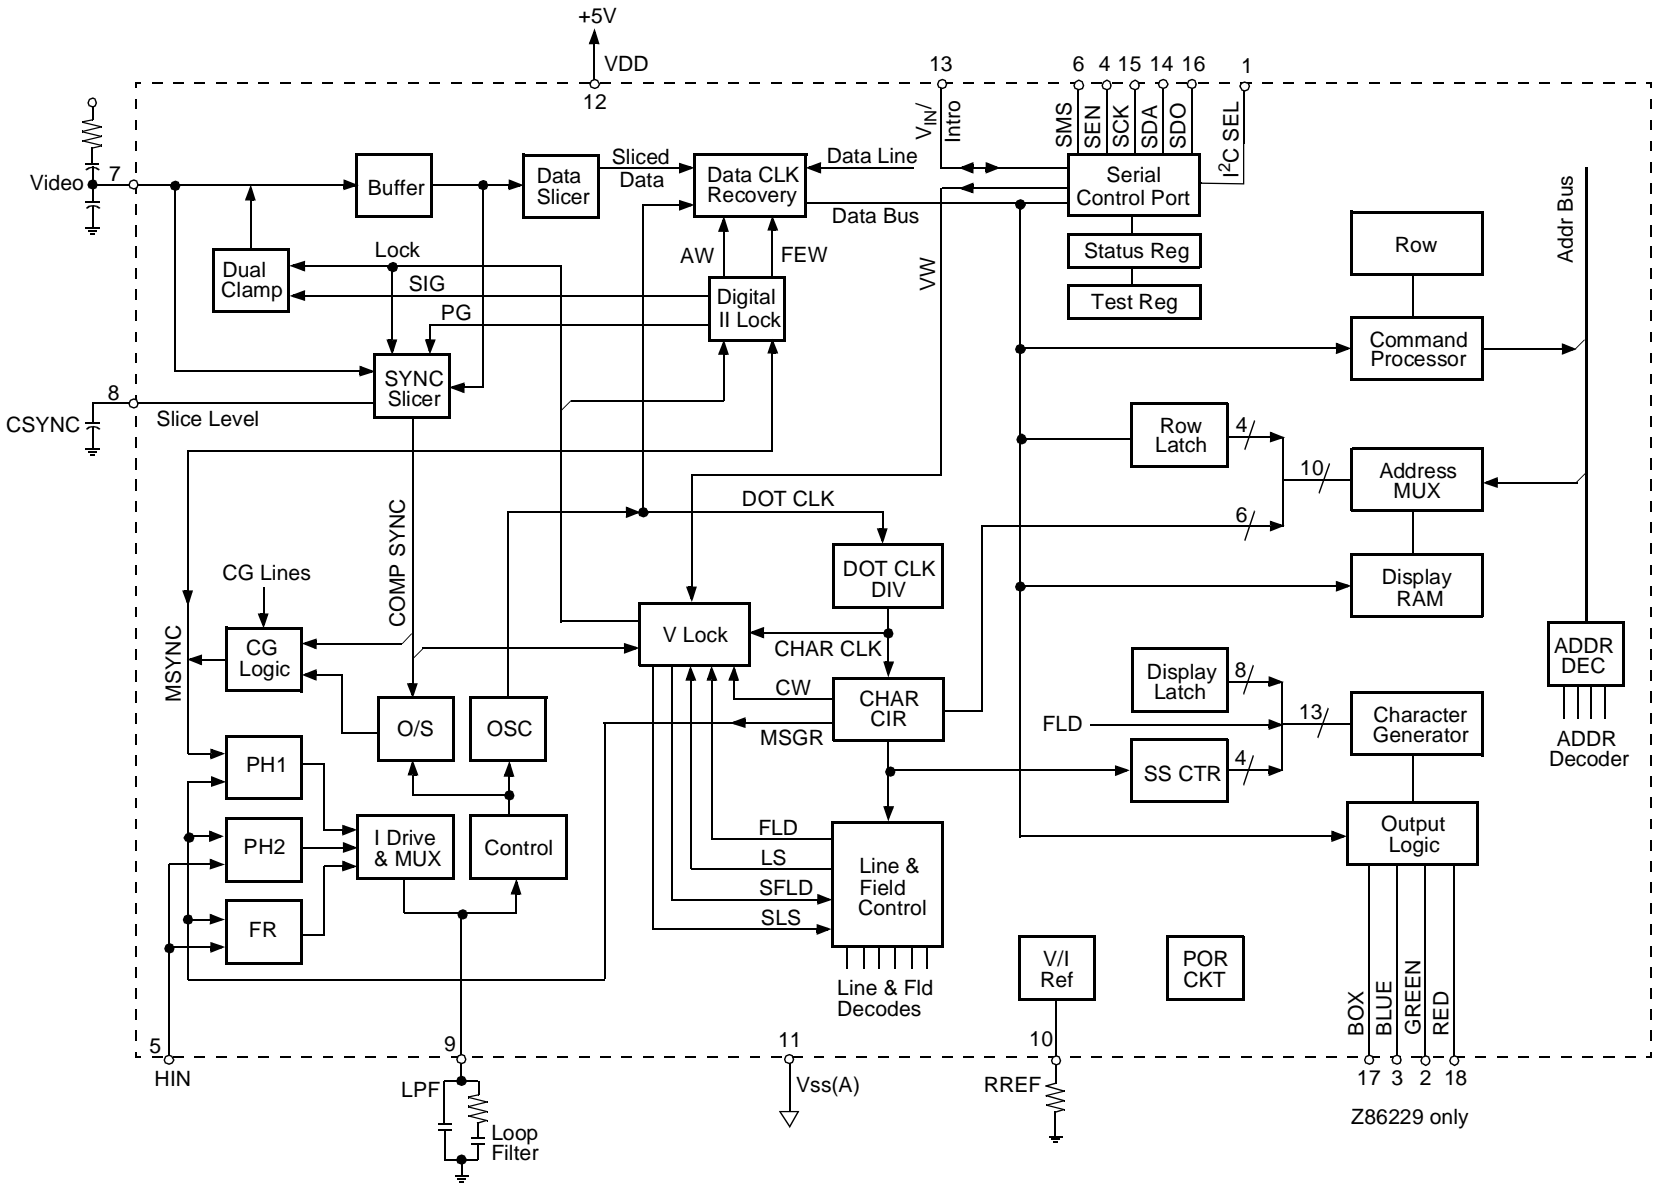 +5V
VDD
12
13
6 4 15 14 16 1
VIN/
Intro
SMS
SEN
SCK
SDA
SDO
I2C SEL
Video
7
Buffer
Data
Slicer
Sliced
Data
Data CLK
Recovery
Data Line
Data Bus
Serial
Control Port
Status Reg
Test Reg
Addr Bus
Row
Command
Processor
Lock
SIG
PG
AW
FEW
VW
Dual
Clamp
Digital
II Lock
SYNC
Slicer
8
CSYNC
Slice Level
Row
Latch
4
10
6
Address
MUX
DOT CLK
COMP SYNC
DOT CLK
DIV
Display
RAM
CG Lines
CG
Logic
MSYNC
V Lock
CHAR CLK
ADDR
DEC
ADDR
Decoder
Display
Latch
8
CW
CHAR
CIR
MSGR
FLD
13
Character
Generator
O/S
OSC
PH1
SS CTR
4
PH2
I Drive
& MUX
Control
FLD
LS
SFLD
SLS
Line &
Field
Control
Output
Logic
FR
Line & Fld
Decodes
V/I
Ref
POR
CKT
BOX
BLUE
GREEN
RED
5
HIN
9
LPF
Loop
Filter
11
Vss(A)
10
RREF
17 3 2 18
Z86229 only